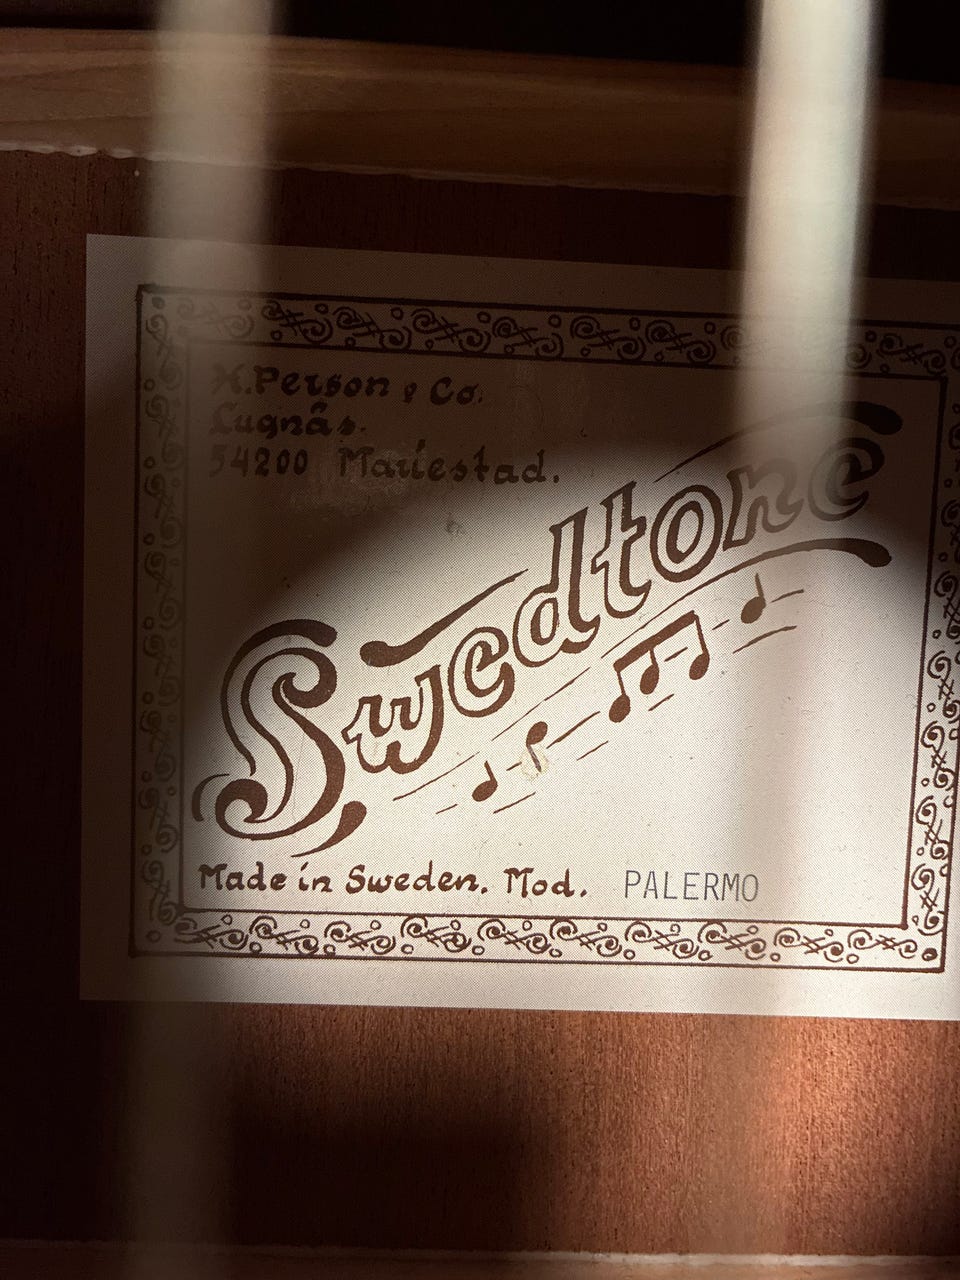 H.Person & Co.
Lugnås.
54200 Mariestad.
Swedtone
Made in Sweden. Mod. PALERMO